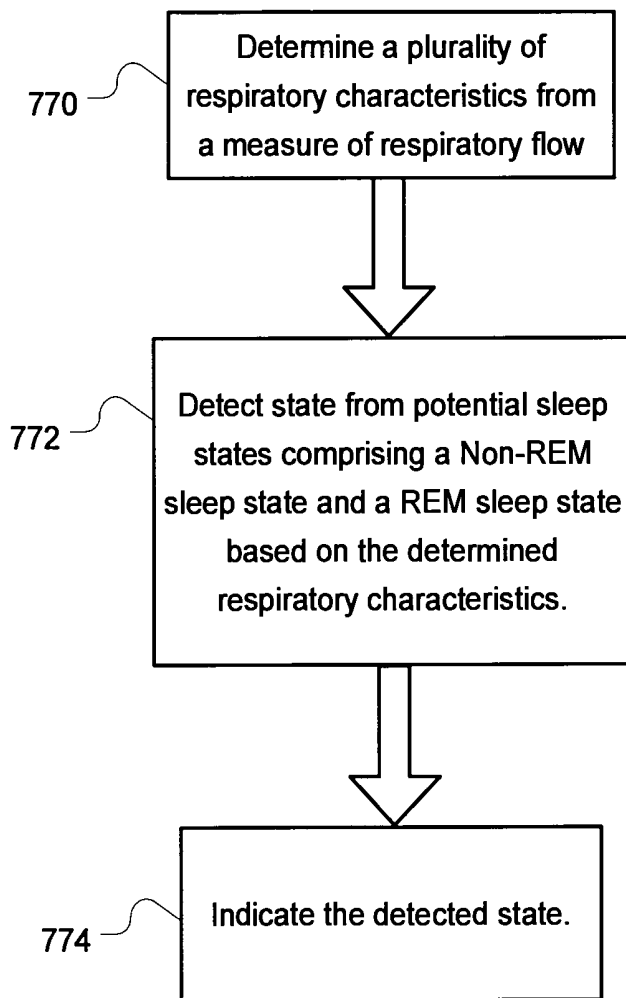 Determine a plurality of
770
respiratory characteristics from
a measure of respiratory flow
Detect state from potential sleep
772
states comprising a Non-REM
sleep state and a REM sleep state
based on the determined
respiratory characteristics.
Indicate the detected state.
774